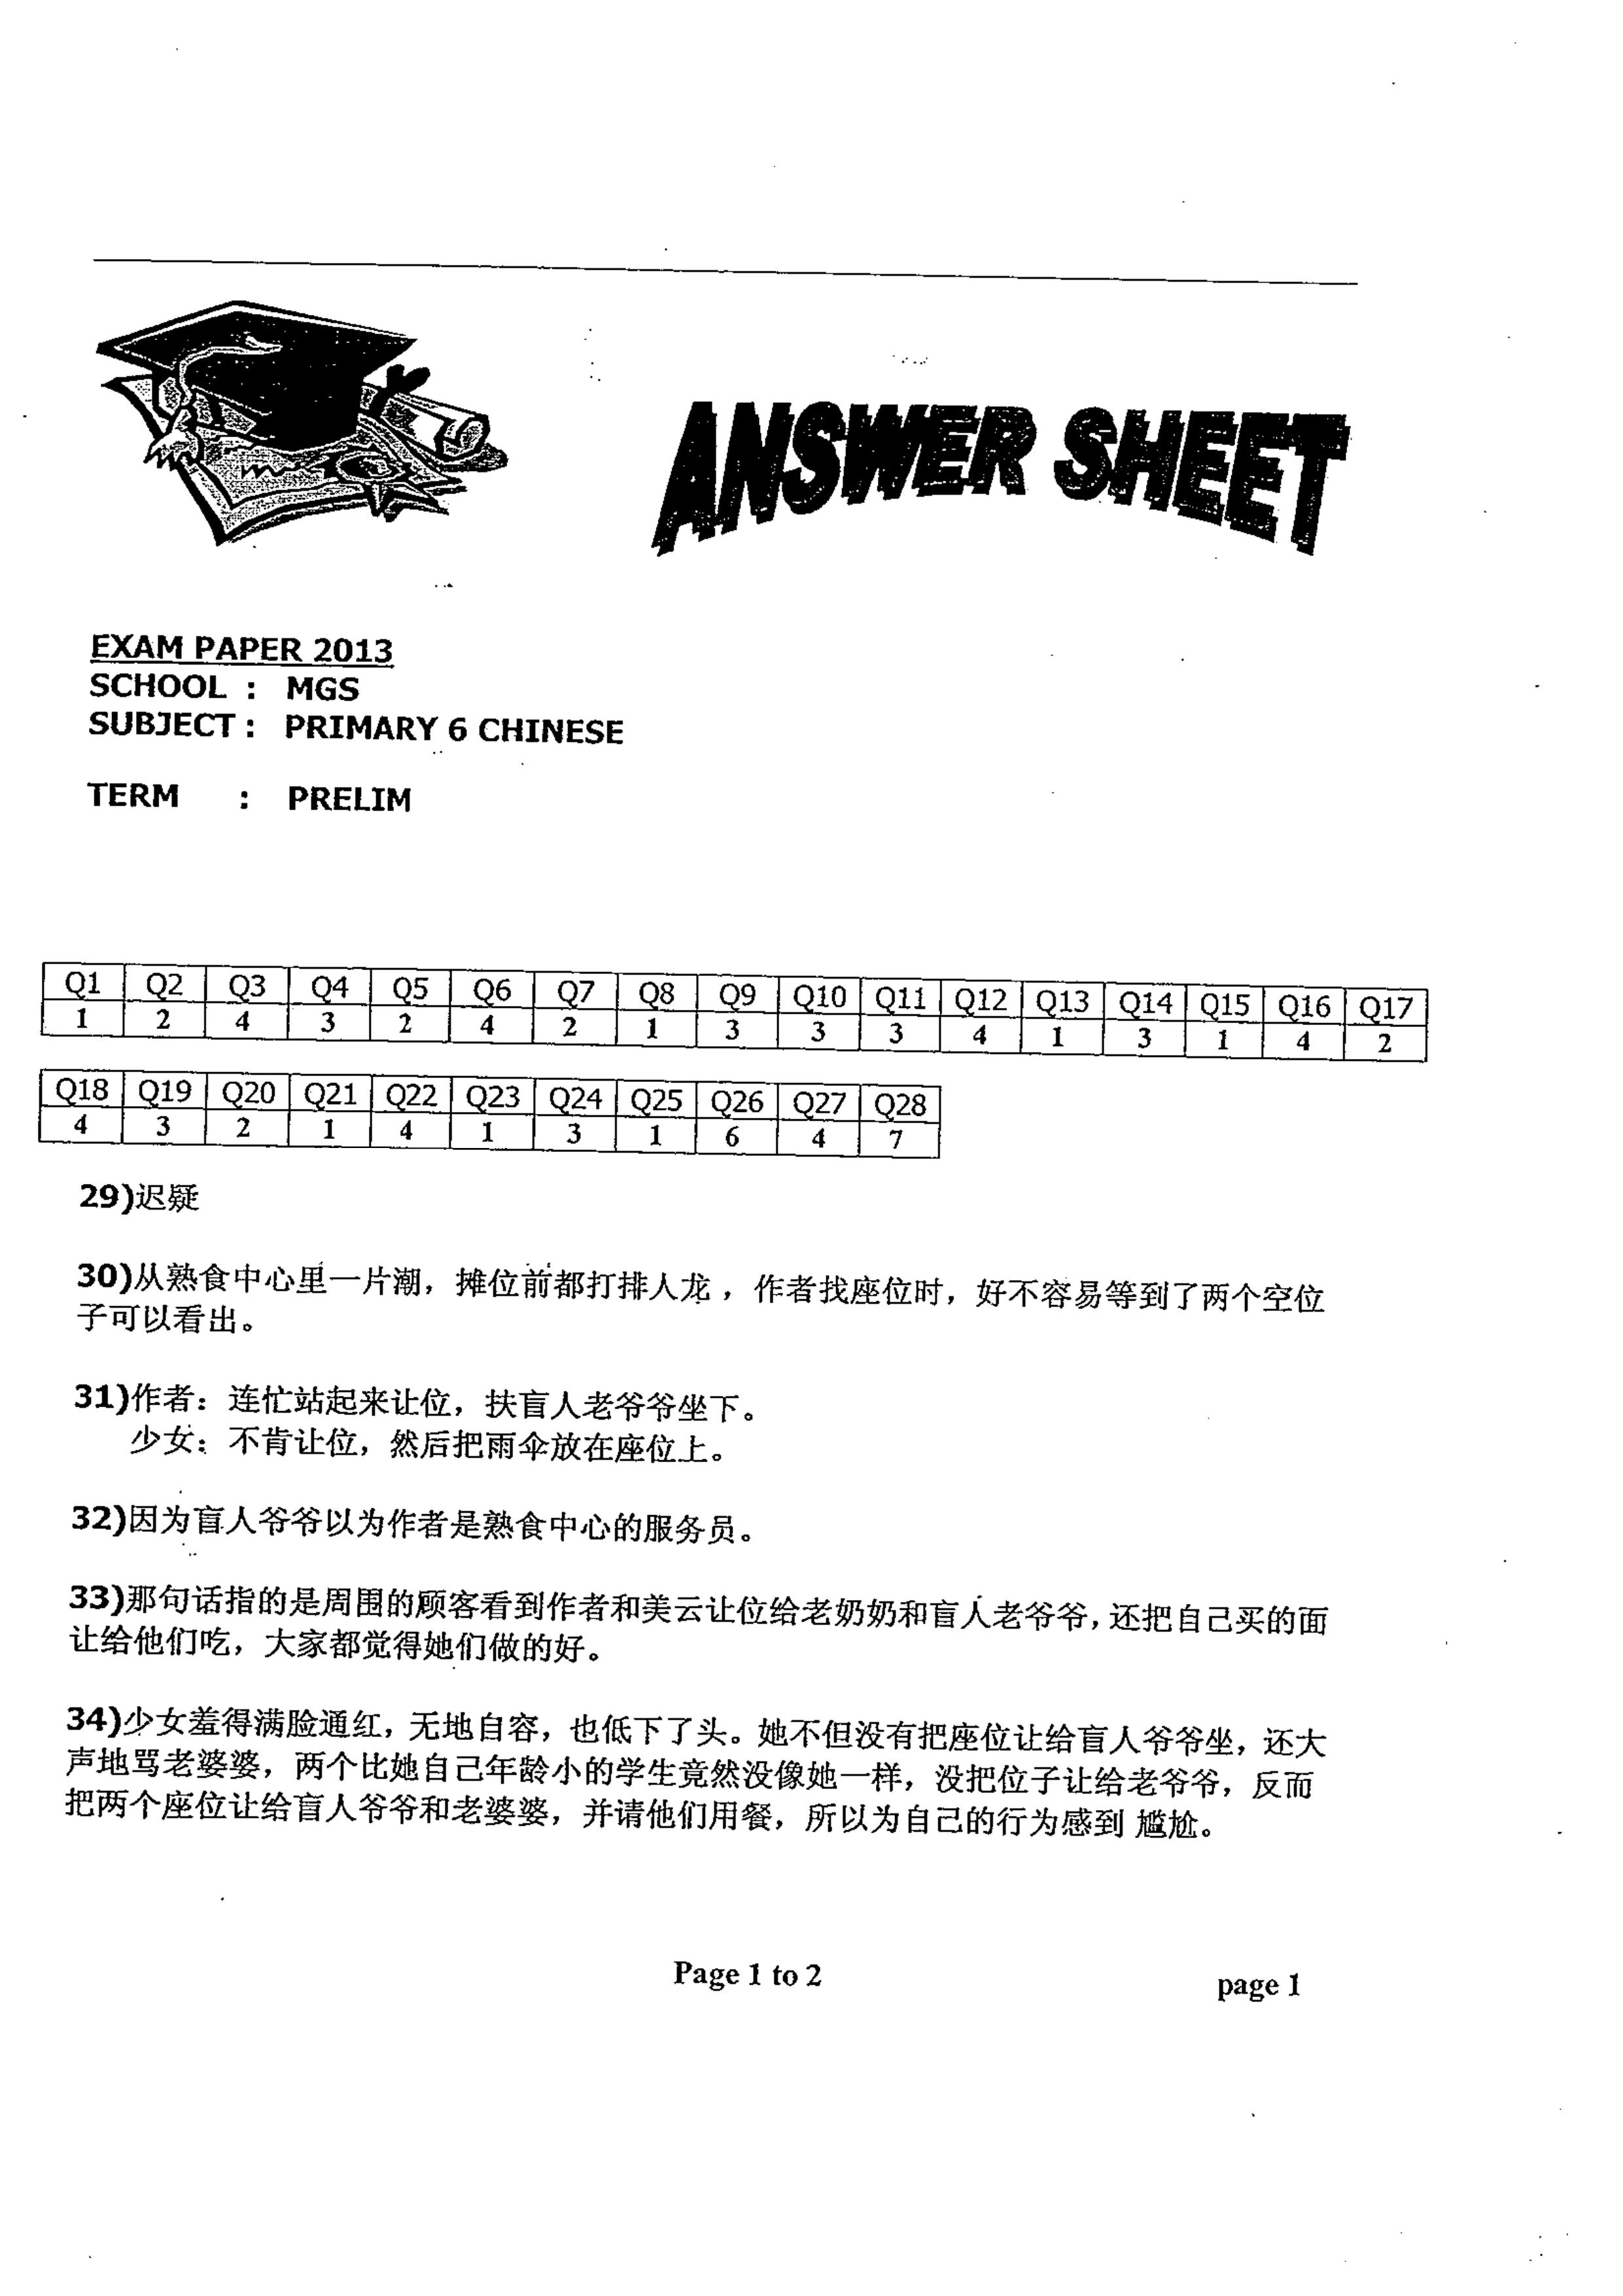 ANSWER SHEET
EXAM PAPER 2013
SCHOOL : MGS
SUBJECT : PRIMARY 6 CHINESE
TERM : PRELIM
Q1 Q2 Q3 Q4 Q5 Q6 Q7 Q8 Q9 Q10 Q11 Q12 Q13 Q14 Q15 Q16 Q17
1 2 4 3 2 4 2 1 3 3 3 4 1 3 1 4 2
Q18 Q19 Q20 Q21 Q22 Q23 Q24 Q25 Q26 Q27 Q28
4 3 2 1 4 1 3 1 6 4 7
29)迟疑
30)从熟食中心里一片潮，摊位前都打排人龙，作者找座位时，好不容易等到了两个空位
子可以看出。
31)作者：连忙站起来让位，扶盲人老爷爷坐下。
少女：不肯让位，然后把雨伞放在座位上。
32)因为盲人爷爷以为作者是熟食中心的服务员。
33)那句话指的是周围的顾客看到作者和美云让位给老奶奶和盲人老爷爷，还把自己买的面
让给他们吃，大家都觉得她们做的好。
34)少女羞得满脸通红，无地自容，也低下了头。她不但没有把座位让给盲人爷爷坐，还大
声地骂老婆婆，两个比她自己年龄小的学生竟然没像她一样，没把位子让给老爷爷，反而
把两个座位让给盲人爷爷和老婆婆，并请他们用餐，所以为自己的行为感到 尴尬。
Page 1 to 2
page 1